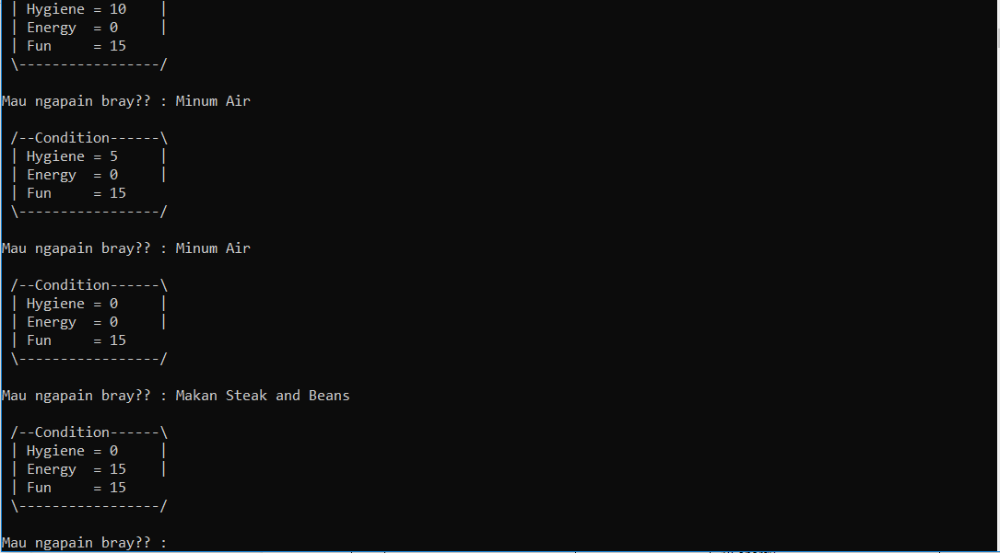 | Hygiene = 10    |
| Energy  = 0     |
| Fun     = 15
\-----------------/
Mau ngapain bray?? : Minum Air
/--Condition------\
| Hygiene = 5     |
| Energy  = 0     |
| Fun     = 15
\-----------------/
Mau ngapain bray?? : Minum Air
/--Condition------\
| Hygiene = 0     |
| Energy  = 0     |
| Fun     = 15
\-----------------/
Mau ngapain bray?? : Makan Steak and Beans
/--Condition------\
| Hygiene = 0     |
| Energy  = 15    |
| Fun     = 15
\-----------------/
Mau ngapain bray?? :